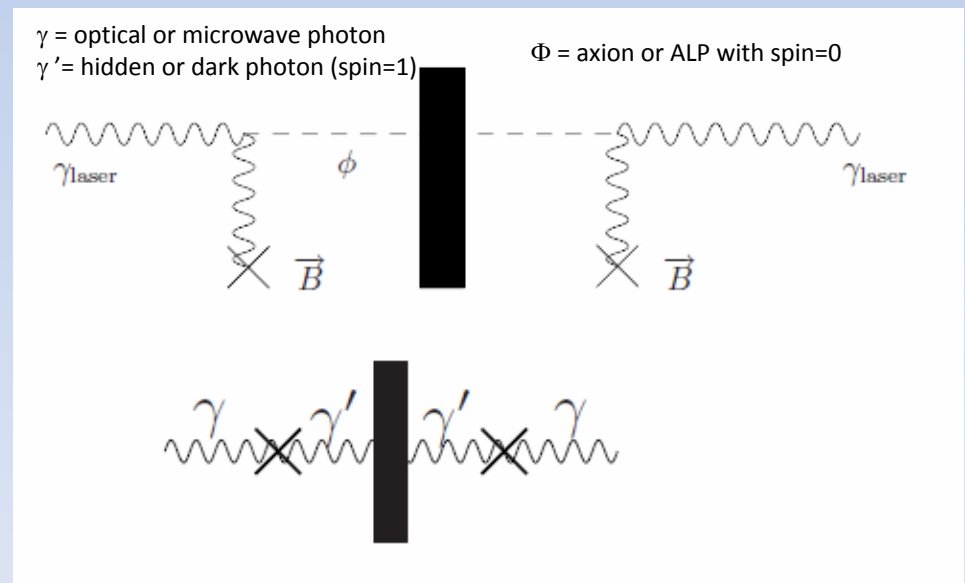 γ = optical or microwave photon
γ ′= hidden or dark photon (spin=1)
Φ = axion or ALP with spin=0
γlaser
ϕ
γlaser
B⃗
B⃗
γ γ′ γ′ γ